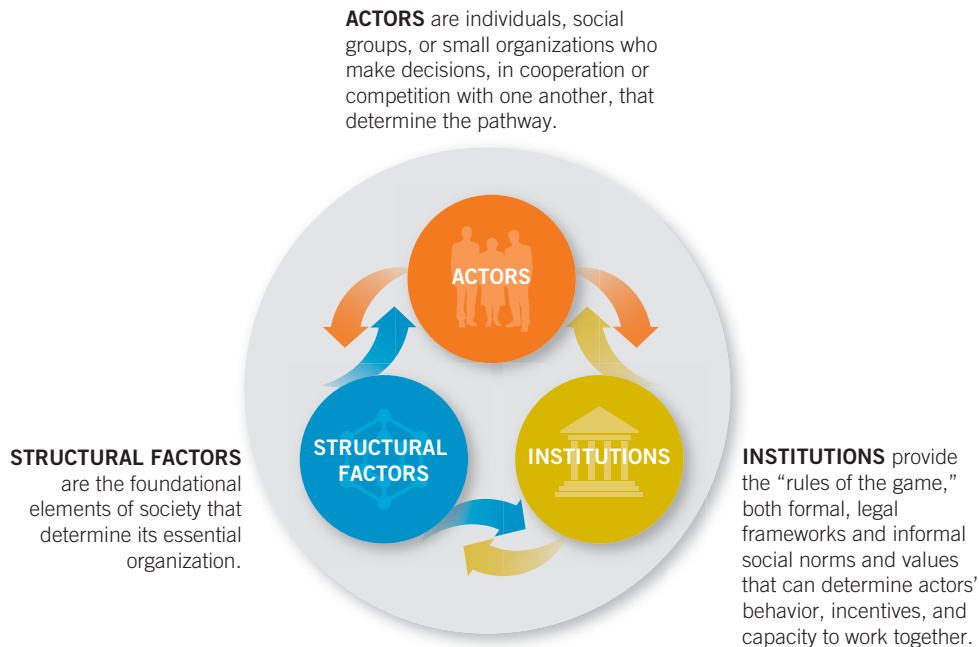 ACTORS are individuals, social
groups, or small organizations who
make decisions, in cooperation or
competition with one another, that
determine the pathway.
ACTORS
STRUCTURAL
FACTORS
INSTITUTIONS
STRUCTURAL FACTORS
are the foundational
elements of society that
determine its essential
organization.
INSTITUTIONS provide
the “rules of the game,”
both formal, legal
frameworks and informal
social norms and values
that can determine actors’
behavior, incentives, and
capacity to work together.